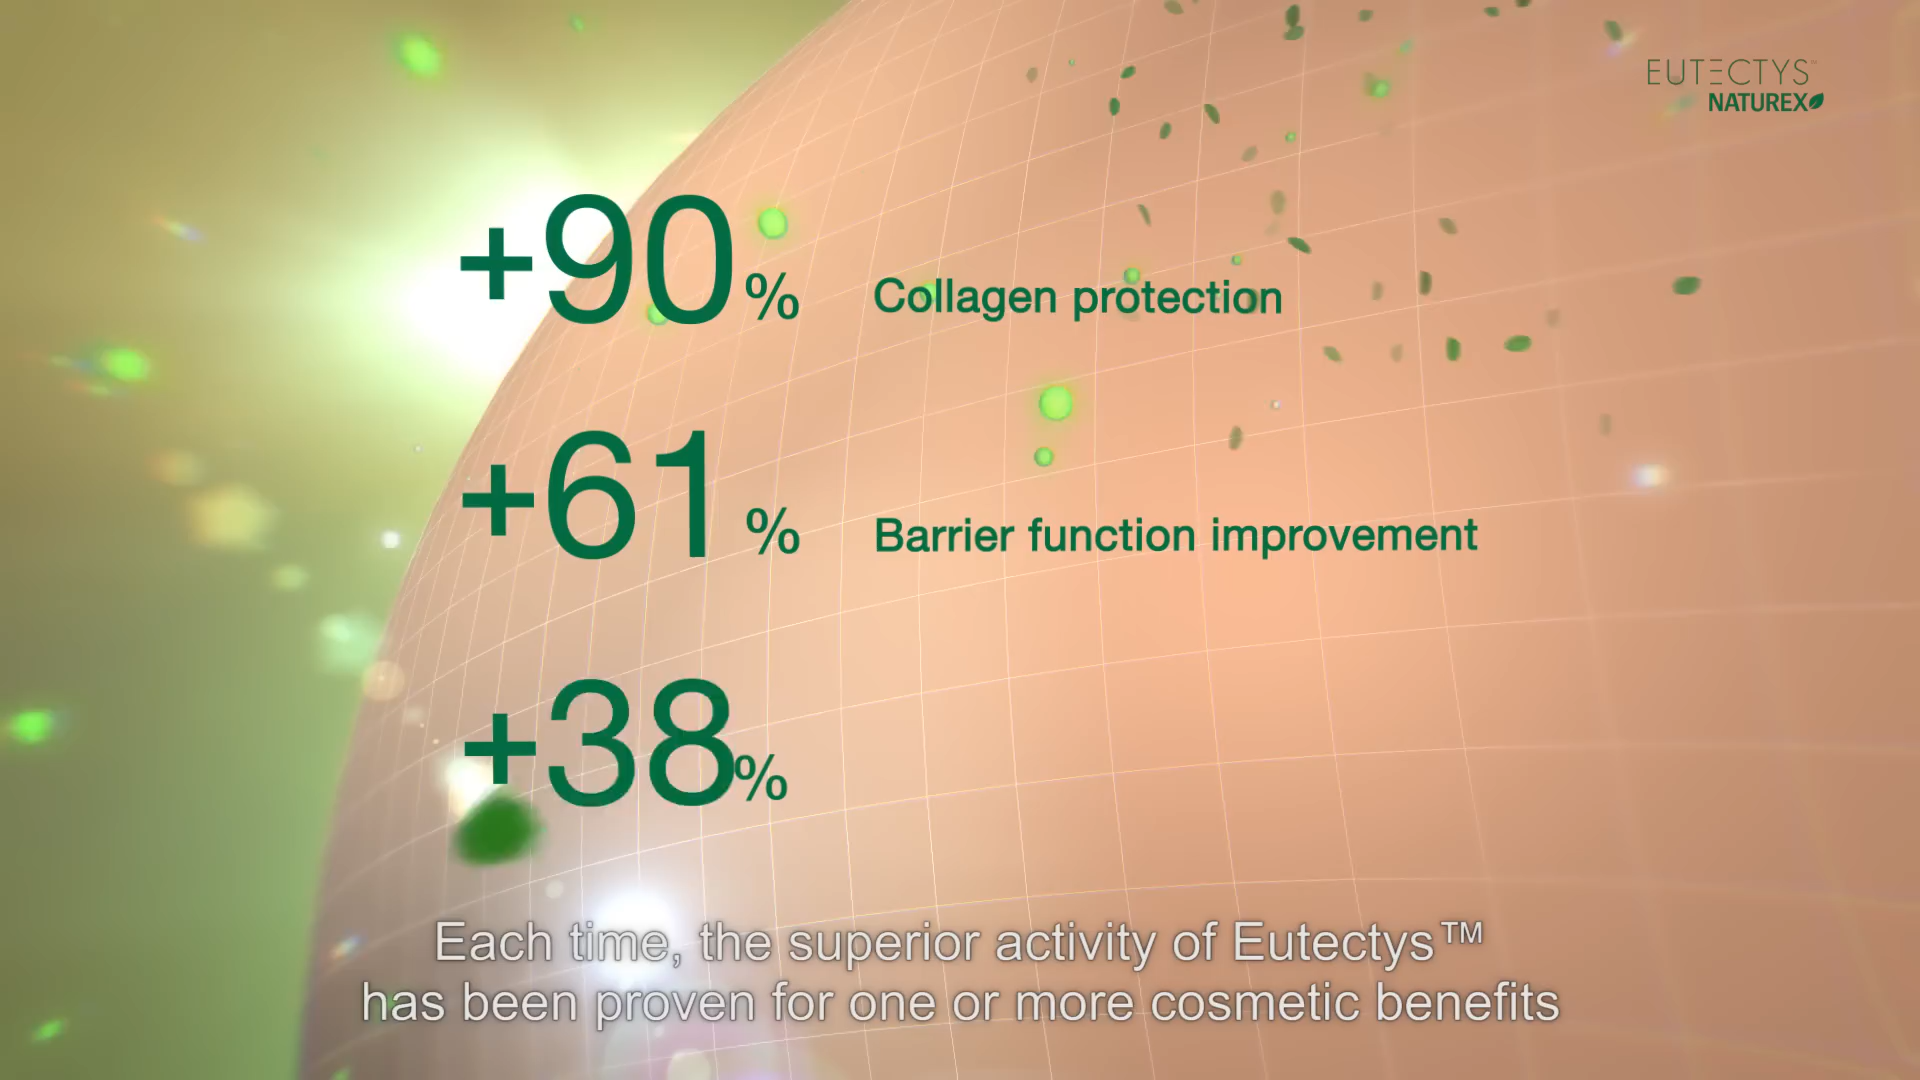 EUTECTYS™
NATUREX
+90% Collagen protection
+61% Barrier function improvement
+38%
Each time, the superior activity of Eutectys™
has been proven for one or more cosmetic benefits